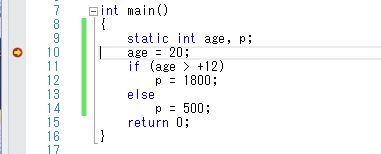 7 int main()
8 {
9 static int age, p;
10 age = 20;
11 if (age > +12)
12 p = 1800;
13 else
14 p = 500;
15 return 0;
16 }
17